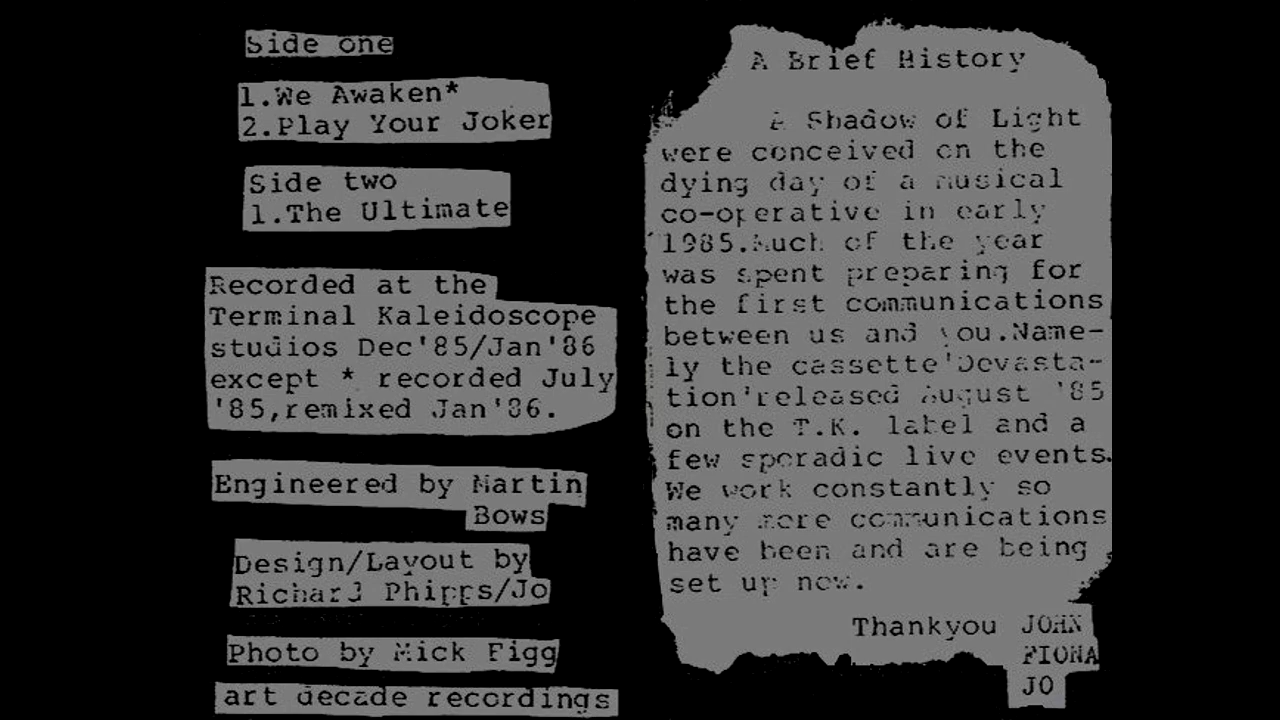 Side one
1.We Awaken*
2.Play Your Joker
Side two
1.The Ultimate
Recorded at the
Terminal Kaleidoscope
studios Dec'85/Jan'86
except * recorded July
'85,remixed Jan'86.
Engineered by Martin
Bows
Design/Layout by
Richard Phipps/Jo
Photo by Mick Figg
art decade recordings
A Brief History
A Shadow of Light
were conceived on the
dying day of a musical
co-operative in early
1985.Much of the year
was spent preparing for
the first communications
between us and you.Name-
ly the cassette'Devasta-
tion'released August '85
on the T.K. label and a
few sporadic live events.
We work constantly so
many more communications
have been and are being
set up now.
Thankyou JOHN
FIONA
JO